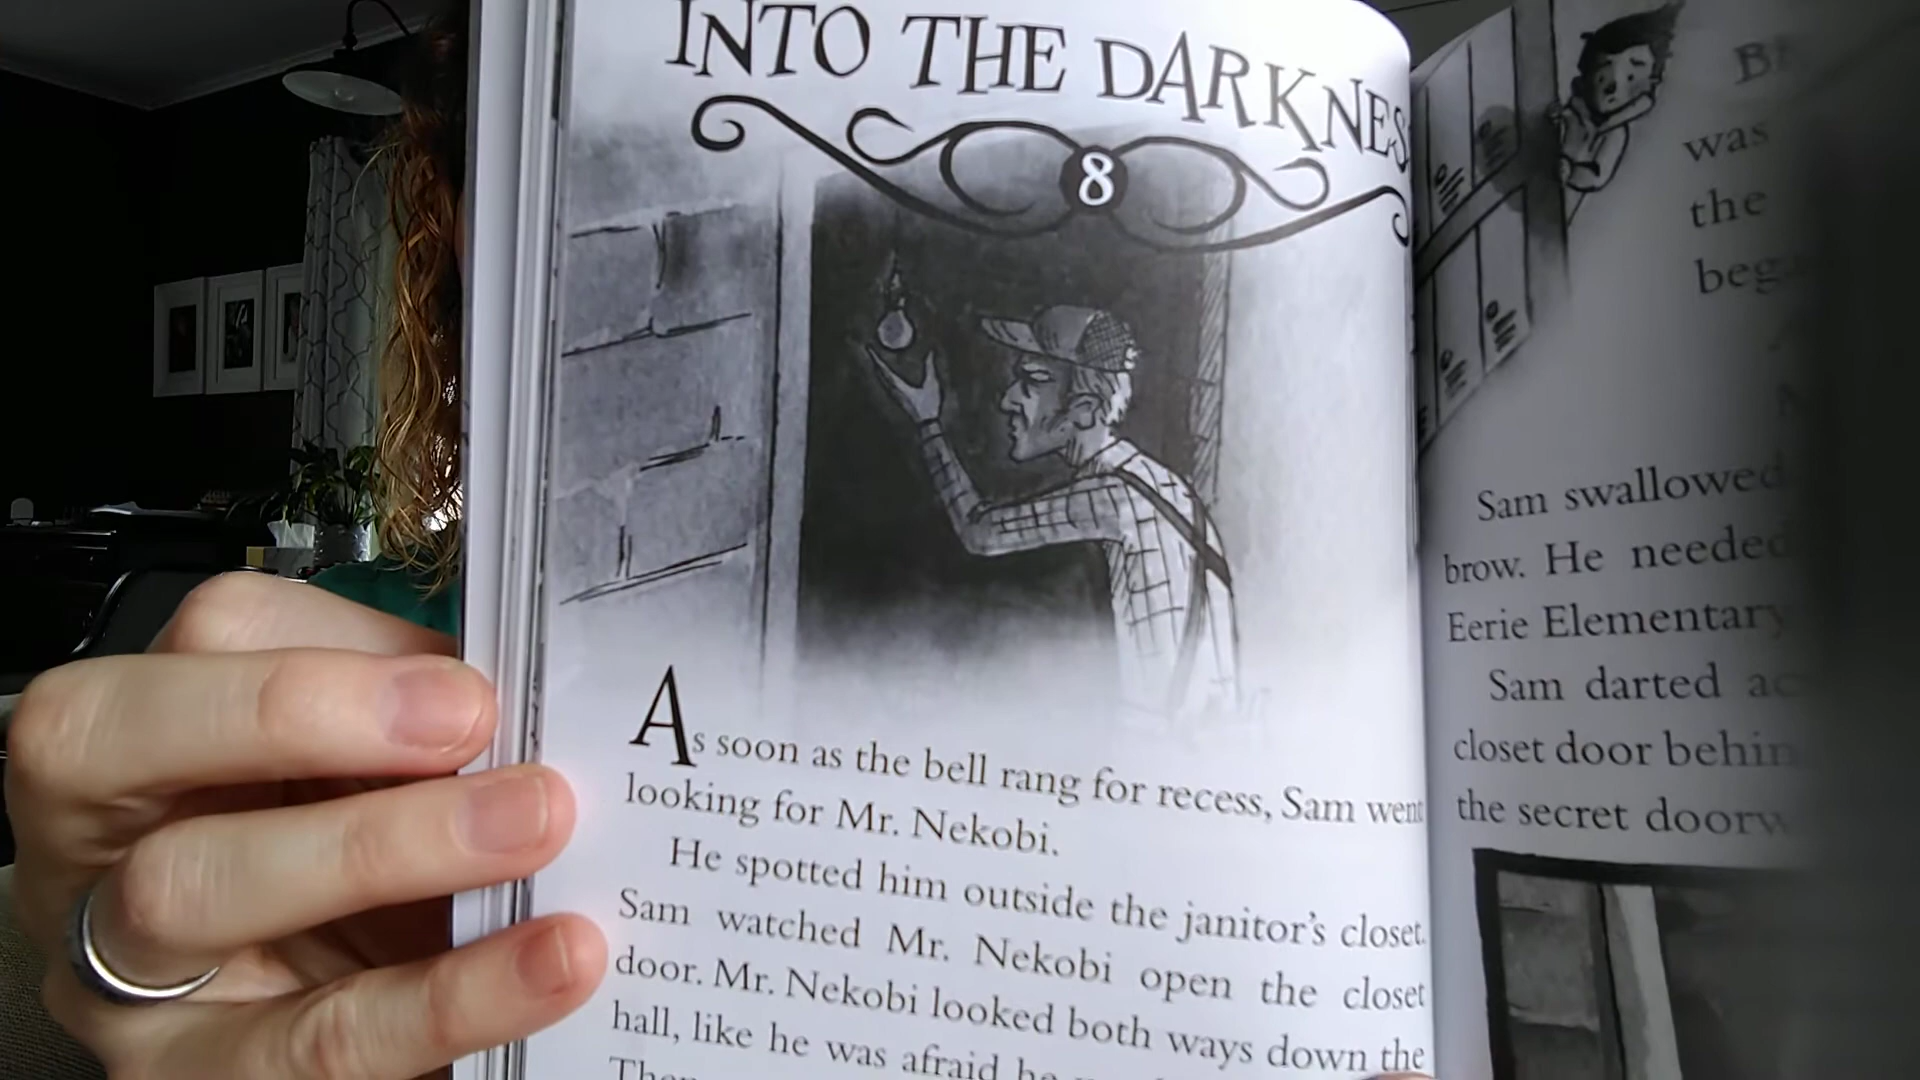 INTO THE DARKNES
8
As soon as the bell rang for recess, Sam went
looking for Mr. Nekobi.
He spotted him outside the janitor's closet.
Sam watched Mr. Nekobi open the closet
door. Mr. Nekobi looked both ways down the
hall, like he was afraid he
was
the
Sam swallowed
brow. He needed
Eerie Elementary
Sam darted
closet door behin
the secret doorw